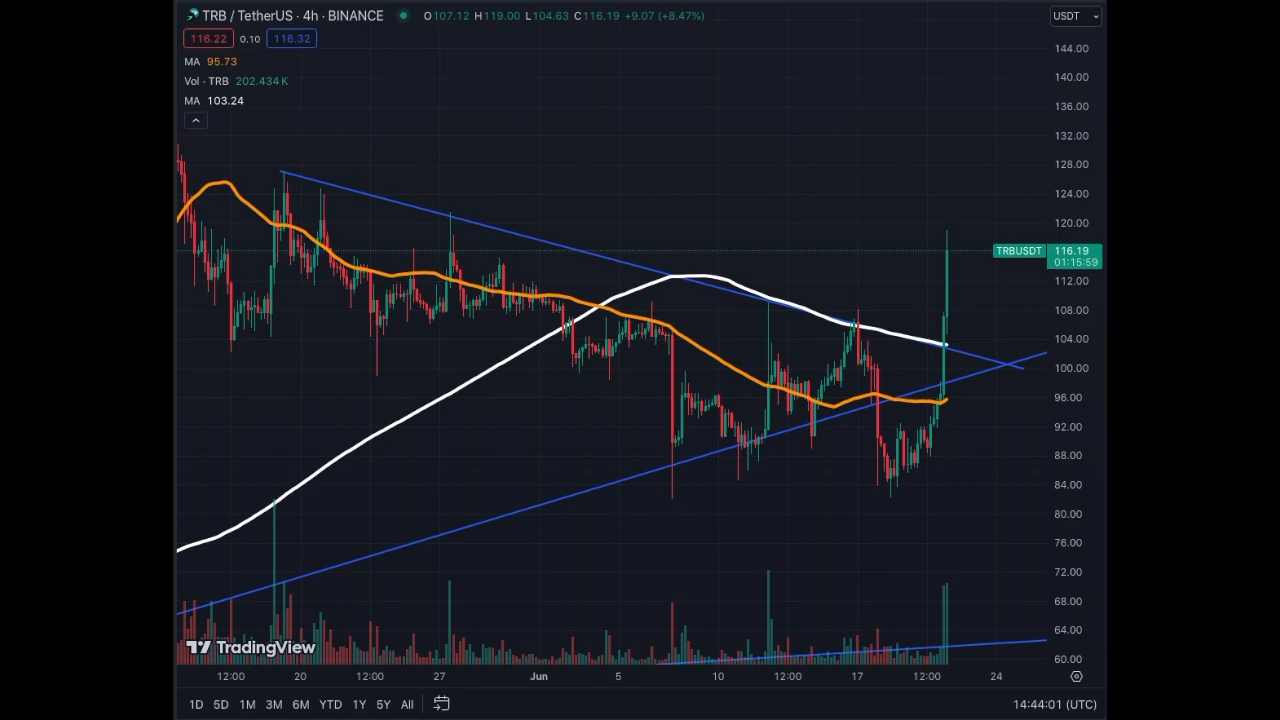 TRB / TetherUS · 4h · BINANCE O107.12 H119.00 L104.63 C116.19 +9.07 (+8.47%)
USDT
116.22 0.10 116.32
MA 95.73
Vol · TRB 202.434 K
MA 103.24
144.00
140.00
136.00
132.00
128.00
124.00
120.00
TRBUSDT 116.19
01:15:59
112.00
108.00
104.00
100.00
96.00
92.00
88.00
84.00
80.00
76.00
72.00
68.00
64.00
60.00
TradingView
12:00 20 12:00 27 Jun 5 10 12:00 17 12:00 24
1D 5D 1M 3M 6M YTD 1Y 5Y All 14:44:01 (UTC)